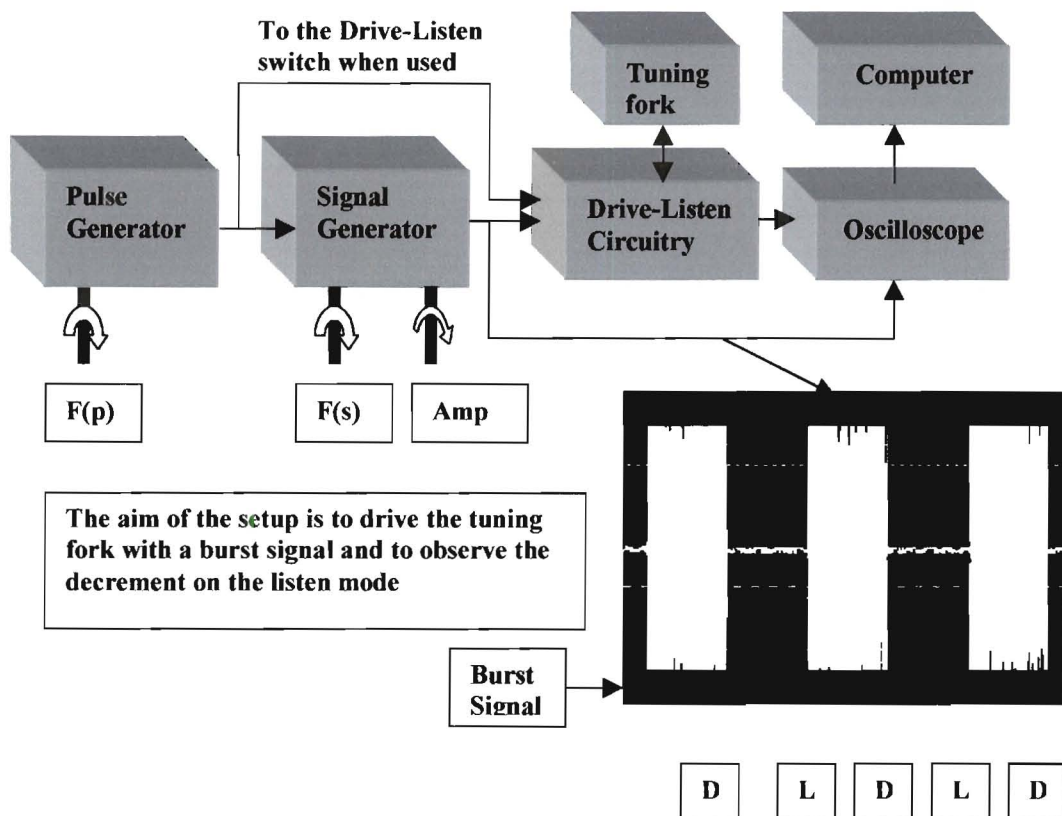 To the Drive-Listen
switch when used
Tuning
fork
Computer
Pulse
Generator
Signal
Generator
Drive-Listen
Circuitry
Oscilloscope
F(p)
F(s)
Amp
The aim of the setup is to drive the tuning
fork with a burst signal and to observe the
decrement on the listen mode
Burst
Signal
D
L
D
L
D